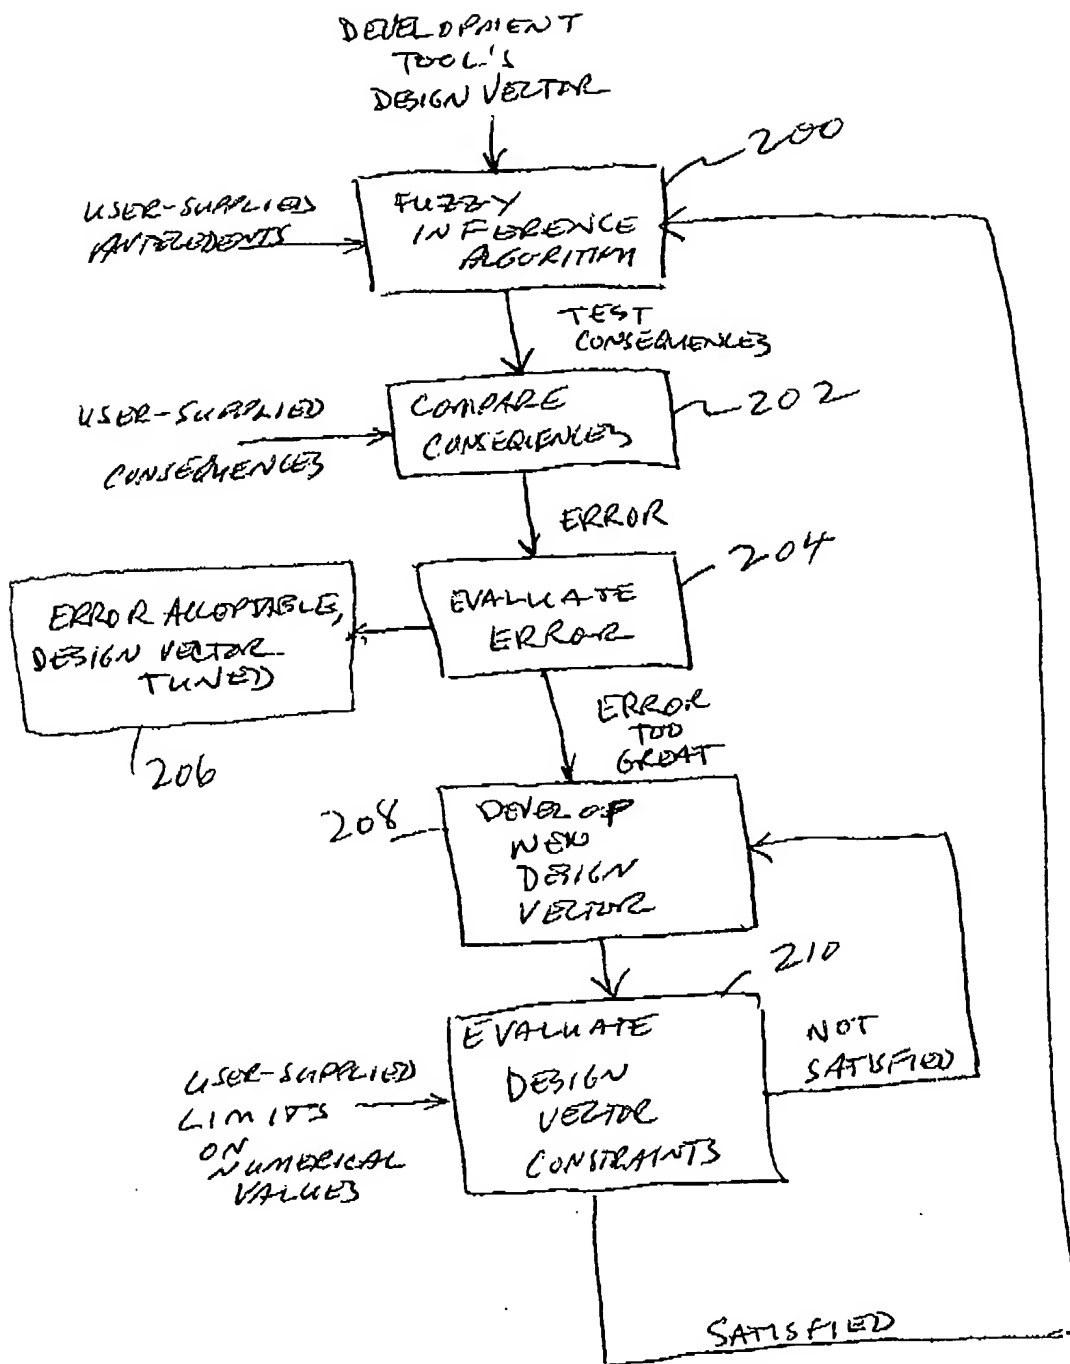 DEVELOPMENT
TOOL'S
DESIGN VECTOR
200
USER-SUPPLIED
ANTECEDENTS
FUZZY
INFERENCE
ALGORITHM
TEST
CONSEQUENCES
USER-SUPPLIED
CONSEQUENCES
COMPARE
CONSEQUENCES
202
ERROR
204
EVALUATE
ERROR
ERROR ACCEPTABLE,
DESIGN VECTOR
TUNED
206
ERROR
TOO
GREAT
208
DEVELOP
NEW
DESIGN
VECTOR
210
EVALUATE
DESIGN
VECTOR
CONSTRAINTS
NOT
SATISFIED
USER-SUPPLIED
LIMITS
ON
NUMERICAL
VALUES
SATISFIED